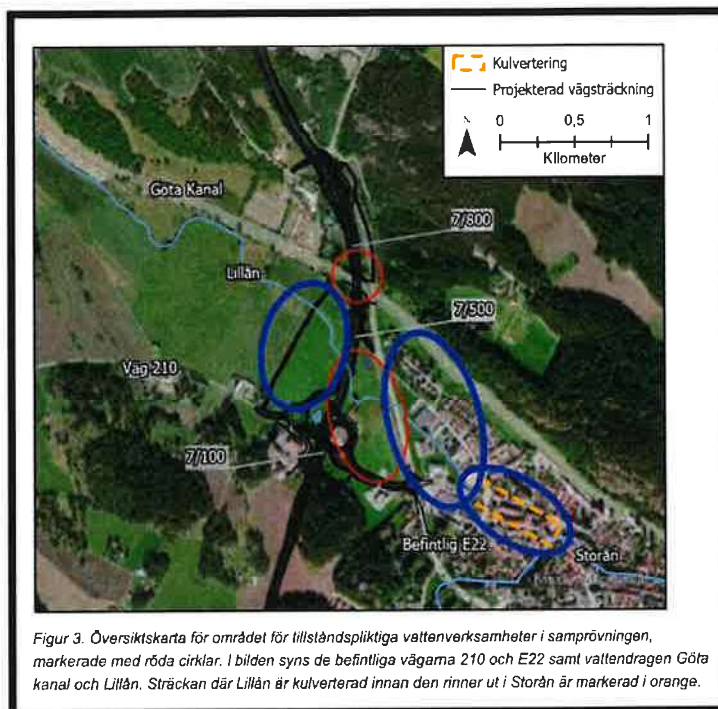 Kulvertering
Projekterad vägsträckning
N
0 0,5 1
Kilometer
Göta Kanal
7/800
Lillån
7/500
Väg 210
7/100
Befintlig E22
Storån
Figur 3. Översiktskarta för området för tillståndspliktiga vattenverksamheter i samprövningen,
markerade med röda cirklar. I bilden syns de befintliga vägarna 210 och E22 samt vattendragen Göta
kanal och Lillån. Sträckan där Lillån är kulverterad innan den rinner ut i Storån är markerad i orange.